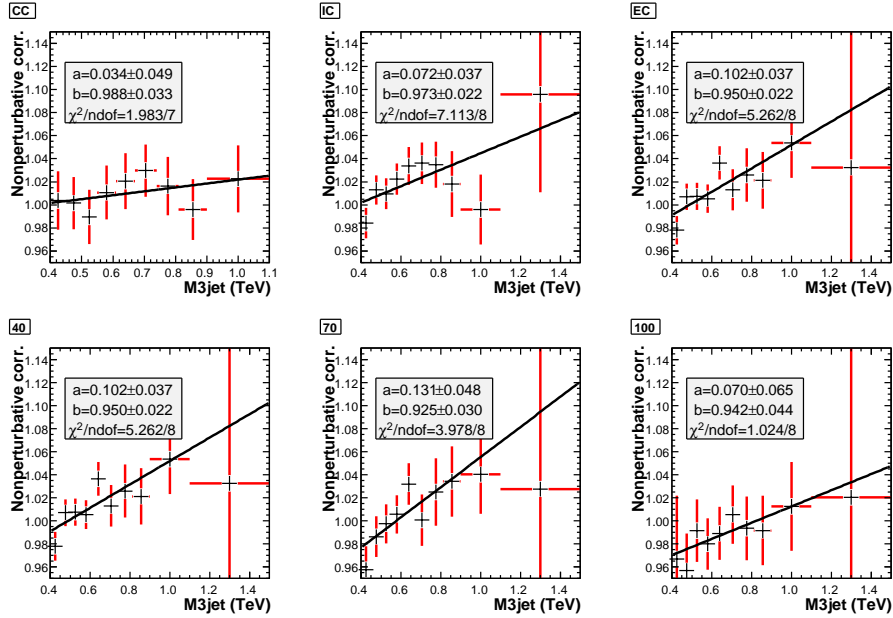 CC
Nonperturbative corr.
1.14
1.12
1.10
1.08
1.06
1.04
1.02
1.00
0.98
0.96
a=0.034±0.049
b=0.988±0.033
χ²/ndof=1.983/7
0.4 0.5 0.6 0.7 0.8 0.9 1.0 1.1
M3jet (TeV)
IC
Nonperturbative corr.
1.14
1.12
1.10
1.08
1.06
1.04
1.02
1.00
0.98
0.96
a=0.072±0.037
b=0.973±0.022
χ²/ndof=7.113/8
0.4 0.6 0.8 1.0 1.2 1.4
M3jet (TeV)
EC
Nonperturbative corr.
1.14
1.12
1.10
1.08
1.06
1.04
1.02
1.00
0.98
0.96
a=0.102±0.037
b=0.950±0.022
χ²/ndof=5.262/8
0.4 0.6 0.8 1.0 1.2 1.4
M3jet (TeV)
40
Nonperturbative corr.
1.14
1.12
1.10
1.08
1.06
1.04
1.02
1.00
0.98
0.96
a=0.102±0.037
b=0.950±0.022
χ²/ndof=5.262/8
0.4 0.6 0.8 1.0 1.2 1.4
M3jet (TeV)
70
Nonperturbative corr.
1.14
1.12
1.10
1.08
1.06
1.04
1.02
1.00
0.98
0.96
a=0.131±0.048
b=0.925±0.030
χ²/ndof=3.978/8
0.4 0.6 0.8 1.0 1.2 1.4
M3jet (TeV)
100
Nonperturbative corr.
1.14
1.12
1.10
1.08
1.06
1.04
1.02
1.00
0.98
0.96
a=0.070±0.065
b=0.942±0.044
χ²/ndof=1.024/8
0.4 0.6 0.8 1.0 1.2 1.4
M3jet (TeV)